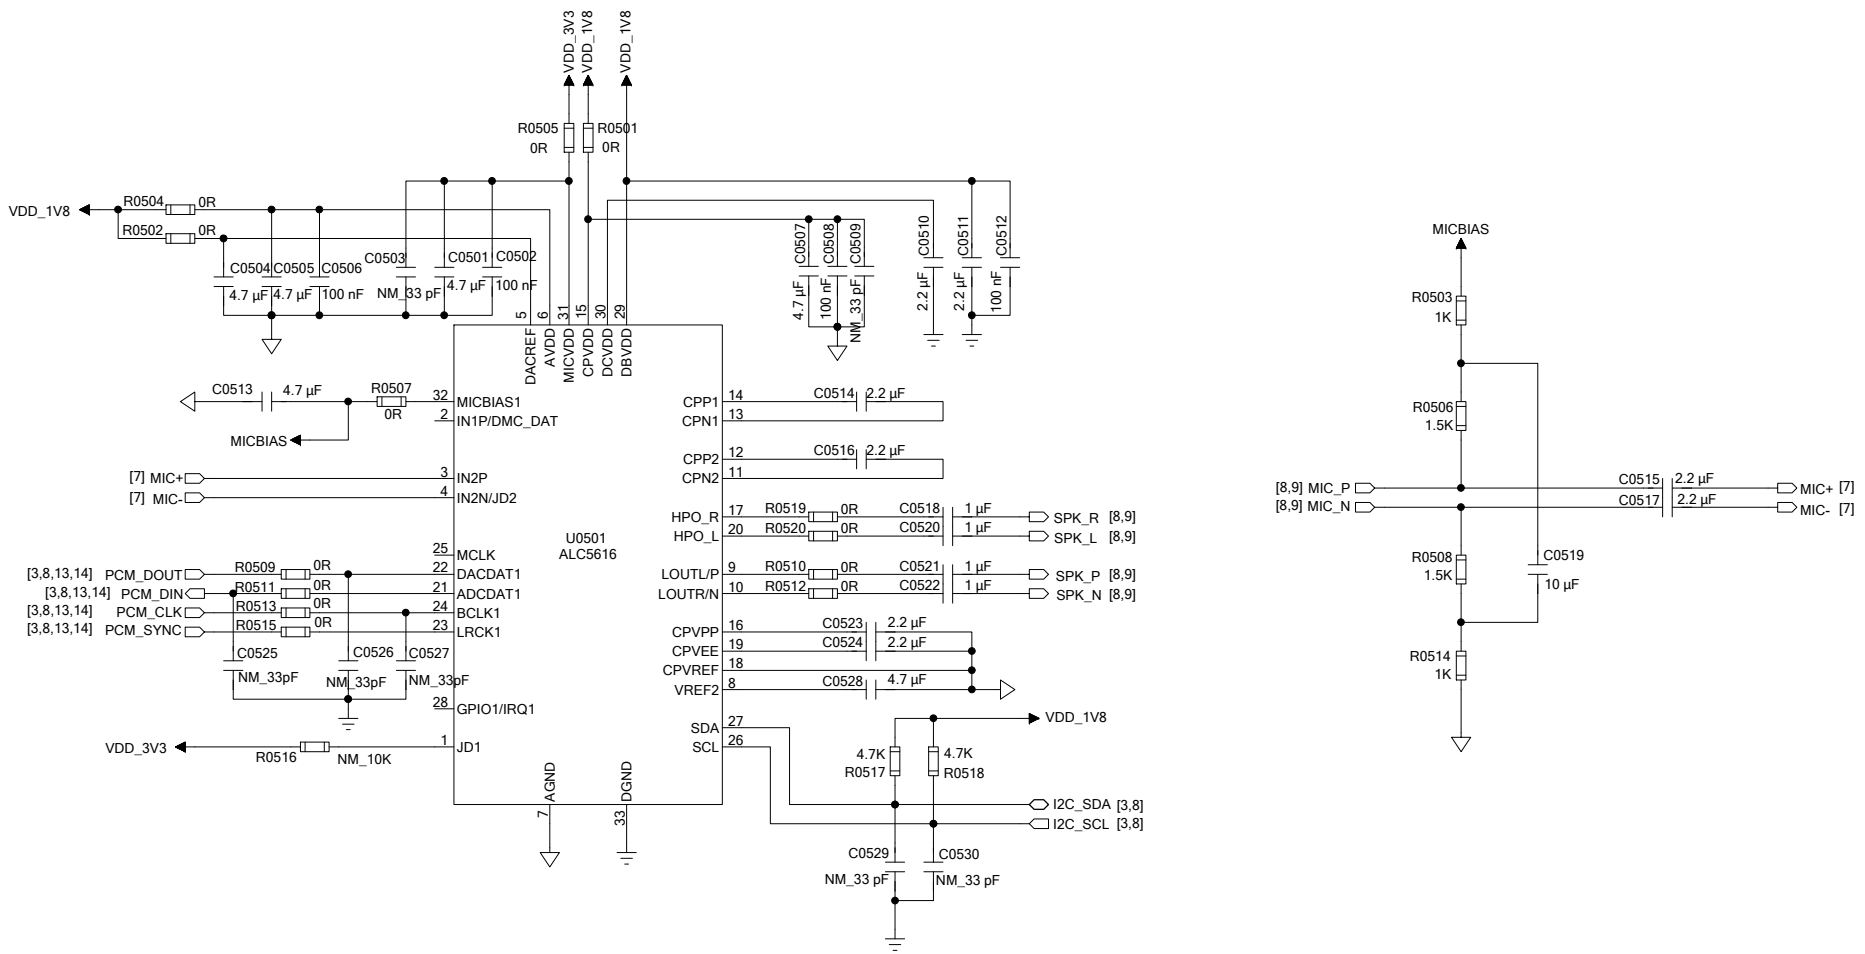 VDD_3V3
VDD_1V8
VDD_1V8
R0505
0R
R0501
0R
VDD_1V8
R0504
0R
R0502
0R
C0504
4.7 µF
C0505
4.7 µF
C0506
100 nF
C0503
NM_33 pF
C0501
4.7 µF
C0502
100 nF
C0507
4.7 µF
C0508
100 nF
C0509
NM_33 pF
C0510
2.2 µF
C0511
2.2 µF
C0512
100 nF
5
6
31
15
30
29
DACREF
AVDD
MICVDD
CPVDD
DCVDD
DBVDD
C0513
4.7 µF
R0507
0R
MICBIAS
32 MICBIAS1
2 IN1P/DMC_DAT
[7] MIC+
3 IN2P
[7] MIC-
4 IN2N/JD2
U0501
ALC5616
25 MCLK
[3,8,13,14] PCM_DOUT R0509 0R 22 DACDAT1
[3,8,13,14] PCM_DIN R0511 0R 21 ADCDAT1
[3,8,13,14] PCM_CLK R0513 0R 24 BCLK1
[3,8,13,14] PCM_SYNC R0515 0R 23 LRCK1
C0525
NM_33pF
C0526
NM_33pF
C0527
NM_33pF
28 GPIO1/IRQ1
VDD_3V3
R0516
NM_10K
1 JD1
AGND
7
DGND
33
CPP1 14 C0514 2.2 µF
CPN1 13
CPP2 12 C0516 2.2 µF
CPN2 11
HPO_R 17 R0519 0R C0518 1 µF SPK_R [8,9]
HPO_L 20 R0520 0R C0520 1 µF SPK_L [8,9]
LOUTL/P 9 R0510 0R C0521 1 µF SPK_P [8,9]
LOUTR/N 10 R0512 0R C0522 1 µF SPK_N [8,9]
CPVPP 16 C0523 2.2 µF
CPVEE 19 C0524 2.2 µF
CPVREF 18
VREF2 8 C0528 4.7 µF
SDA 27
SCL 26
VDD_1V8
4.7K
R0517
4.7K
R0518
I2C_SDA [3,8]
I2C_SCL [3,8]
C0529
NM_33 pF
C0530
NM_33 pF
MICBIAS
R0503
1K
R0506
1.5K
[8,9] MIC_P
[8,9] MIC_N
C0515 2.2 µF
C0517 2.2 µF
MIC+ [7]
MIC- [7]
R0508
1.5K
C0519
10 µF
R0514
1K